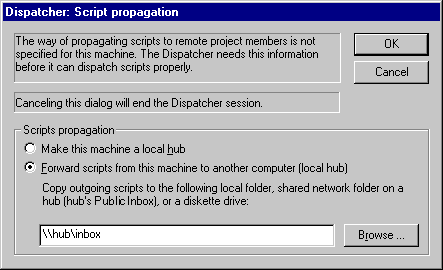 Dispatcher: Script propagation
The way of propagating scripts to remote project members is not
specified for this machine. The Dispatcher needs this information
before it can dispatch scripts properly.
OK
Cancel
Canceling this dialog will end the Dispatcher session.
Scripts propagation
Make this machine a local hub
Forward scripts from this machine to another computer (local hub)
Copy outgoing scripts to the following local folder, shared network folder on a
hub (hub's Public Inbox), or a diskette drive:
\\hub\inbox
Browse ...